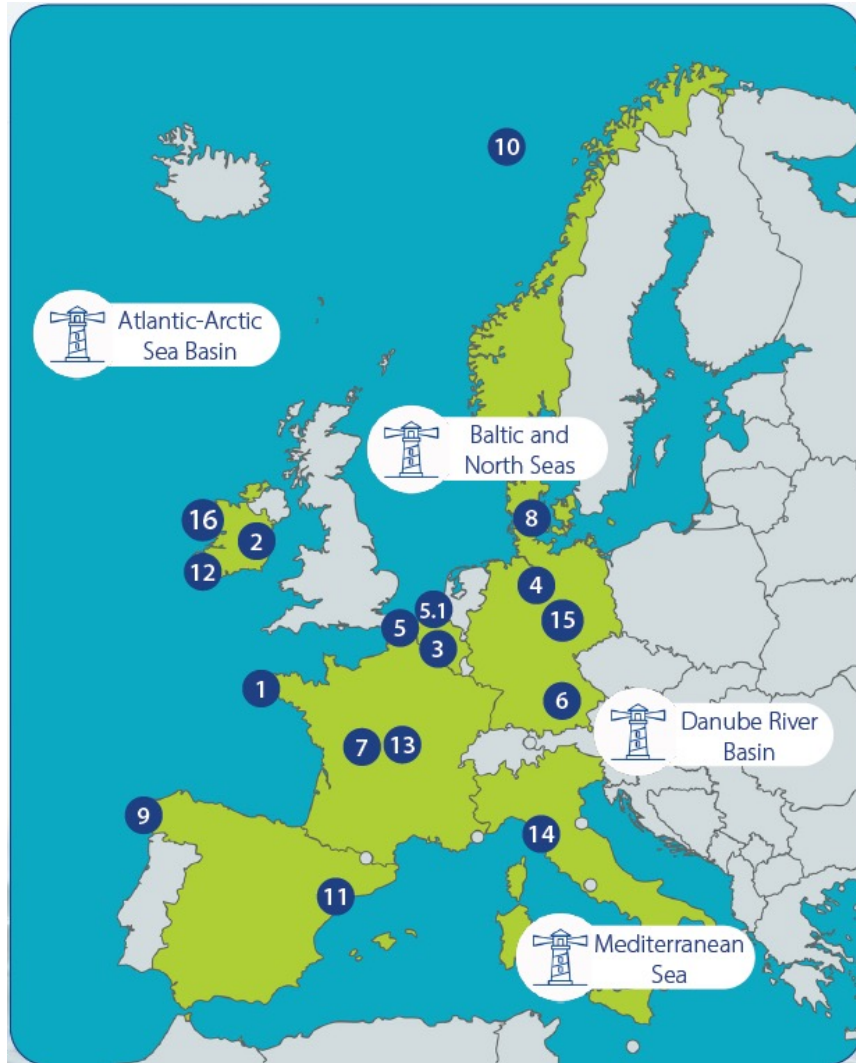 10
Atlantic-Arctic
Sea Basin
Baltic and
North Seas
16
2
8
12
4
5.1
15
5
3
1
6
7
13
Danube River
Basin
9
14
11
Mediterranean
Sea